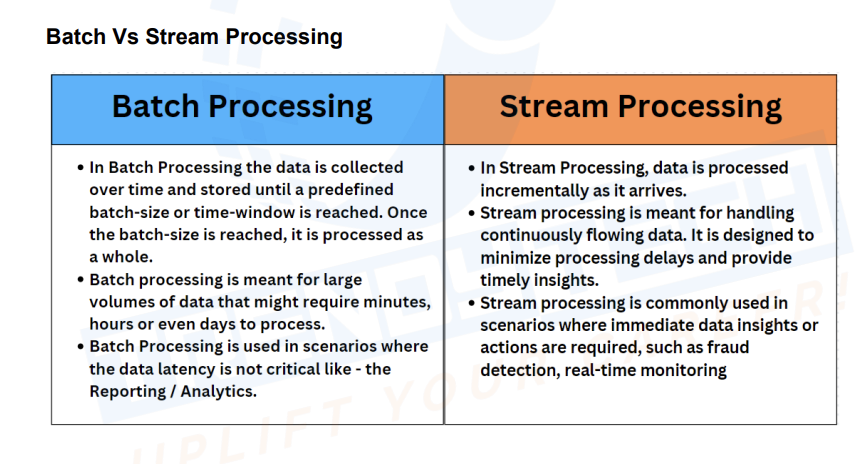 Batch Vs Stream Processing
Batch Processing
• In Batch Processing the data is collected
over time and stored until a predefined
batch-size or time-window is reached. Once
the batch-size is reached, it is processed as
a whole.
• Batch processing is meant for large
volumes of data that might require minutes,
hours or even days to process.
• Batch Processing is used in scenarios where
the data latency is not critical like - the
Reporting / Analytics.
Stream Processing
• In Stream Processing, data is processed
incrementally as it arrives.
• Stream processing is meant for handling
continuously flowing data. It is designed to
minimize processing delays and provide
timely insights.
• Stream processing is commonly used in
scenarios where immediate data insights or
actions are required, such as fraud
detection, real-time monitoring
UPLIFT YOUR CAREER!